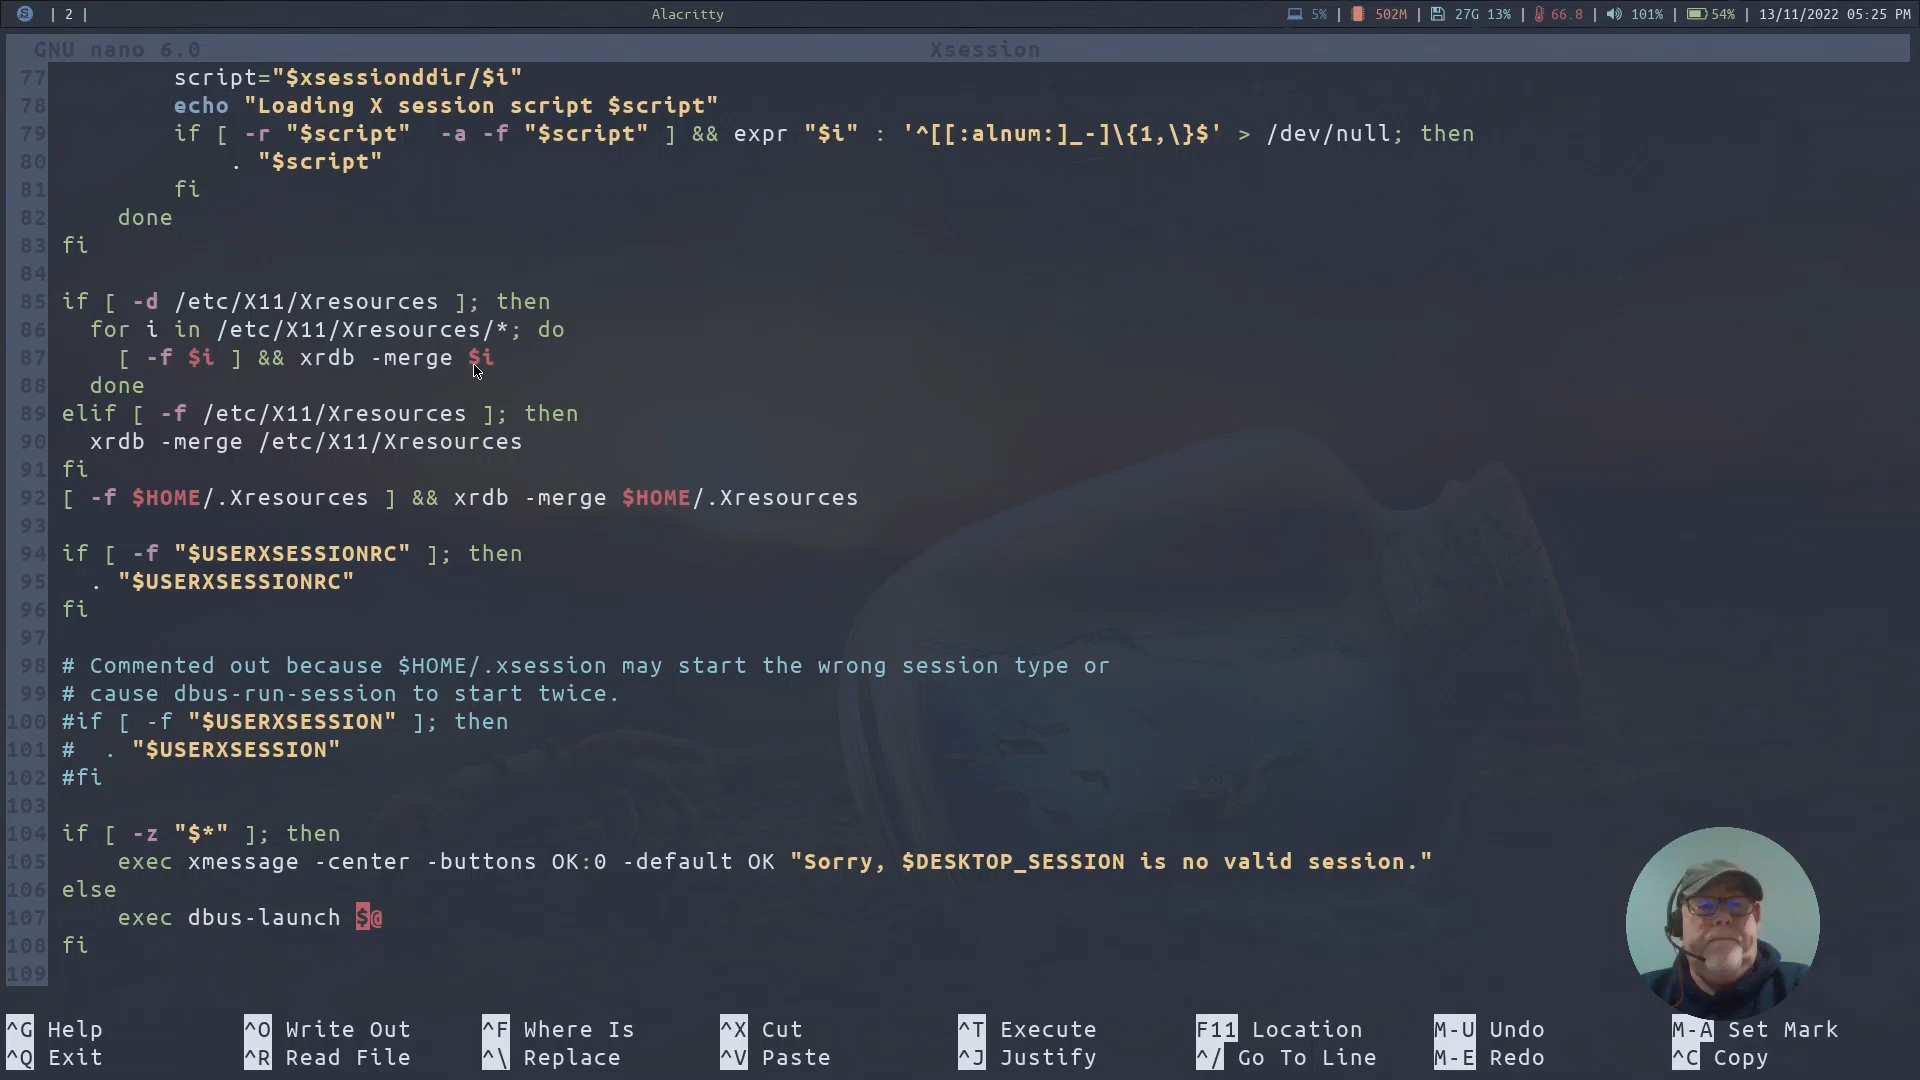 | 2 |
Alacritty
5% | 502M | 27G 13% | 66.8 | 101% | 54% | 13/11/2022 05:25 PM
GNU nano 6.0
Xsession
77 script="$xsessionddir/$i"
78 echo "Loading X session script $script"
79 if [ -r "$script"  -a -f "$script" ] && expr "$i" : '^[[:alnum:]_-]\{1,\}$' > /dev/null; then
80 . "$script"
81 fi
82 done
83 fi
84
85 if [ -d /etc/X11/Xresources ]; then
86 for i in /etc/X11/Xresources/*; do
87 [ -f $i ] && xrdb -merge $i
88 done
89 elif [ -f /etc/X11/Xresources ]; then
90 xrdb -merge /etc/X11/Xresources
91 fi
92 [ -f $HOME/.Xresources ] && xrdb -merge $HOME/.Xresources
93
94 if [ -f "$USERXSESSIONRC" ]; then
95 . "$USERXSESSIONRC"
96 fi
97
98 # Commented out because $HOME/.xsession may start the wrong session type or
99 # cause dbus-run-session to start twice.
100 #if [ -f "$USERXSESSION" ]; then
101 #  . "$USERXSESSION"
102 #fi
103
104 if [ -z "$*" ]; then
105 exec xmessage -center -buttons OK:0 -default OK "Sorry, $DESKTOP_SESSION is no valid session."
106 else
107 exec dbus-launch $@
108 fi
109
^G Help ^O Write Out ^F Where Is ^X Cut ^T Execute F11 Location M-U Undo M-A Set Mark
^Q Exit ^R Read File ^\ Replace ^V Paste ^J Justify ^/ Go To Line M-E Redo ^C Copy